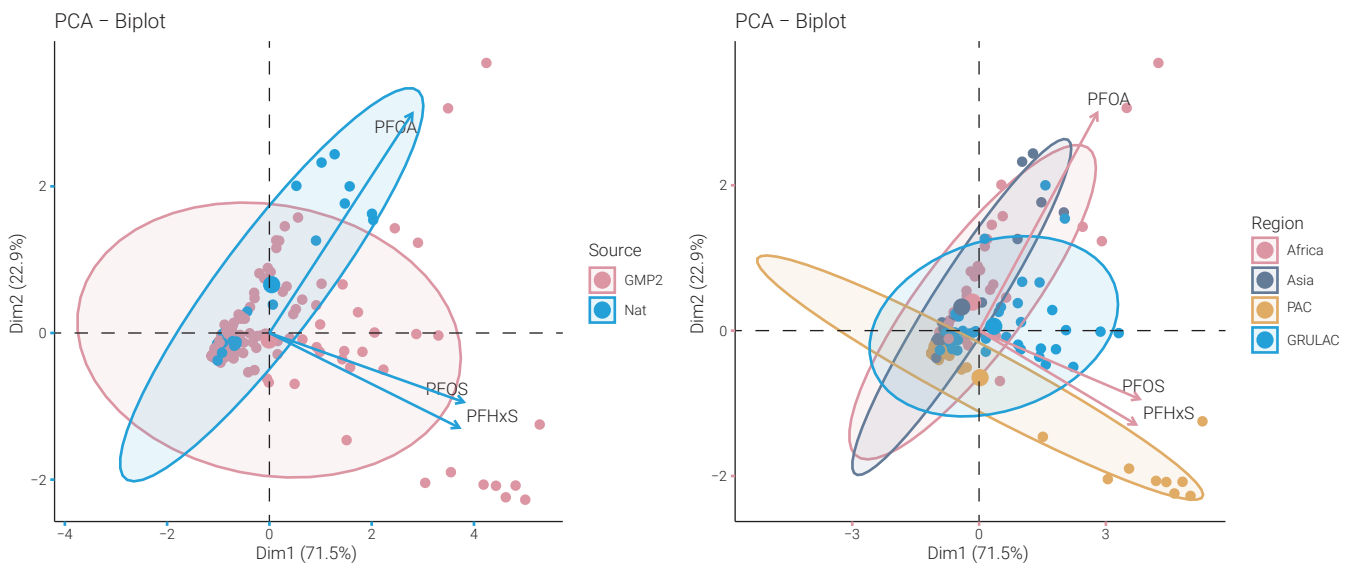 PCA – Biplot
PFOA
PFOS
PFHxS
2
0
−2
−4
−2
0
2
4
Dim1 (71.5%)
Dim2 (22.9%)
Source
GMP2
Nat
PCA – Biplot
PFOA
PFOS
PFHxS
2
0
−2
−3
0
3
Dim1 (71.5%)
Dim2 (22.9%)
Region
Africa
Asia
PAC
GRULAC